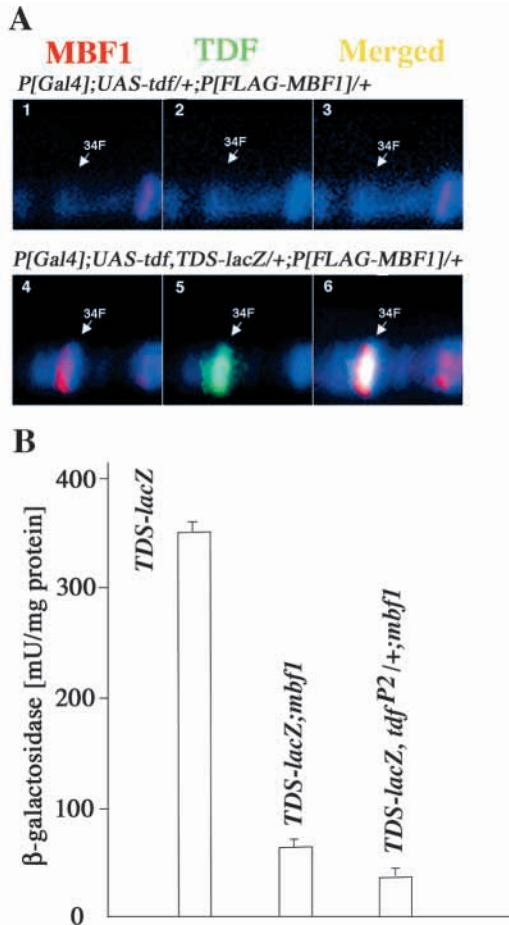 A
MBF1 TDF Merged
P[Gal4];UAS-tdf/+;P[FLAG-MBF1]/+
1 2 3
34F 34F 34F
P[Gal4];UAS-tdf,TDS-lacZ/+;P[FLAG-MBF1]/+
4 5 6
34F 34F 34F
B
β-galactosidase [mU/mg protein]
400
300
200
100
0
TDS-lacZ
TDS-lacZ;mbf1
TDS-lacZ, tdfP2/+;mbf1